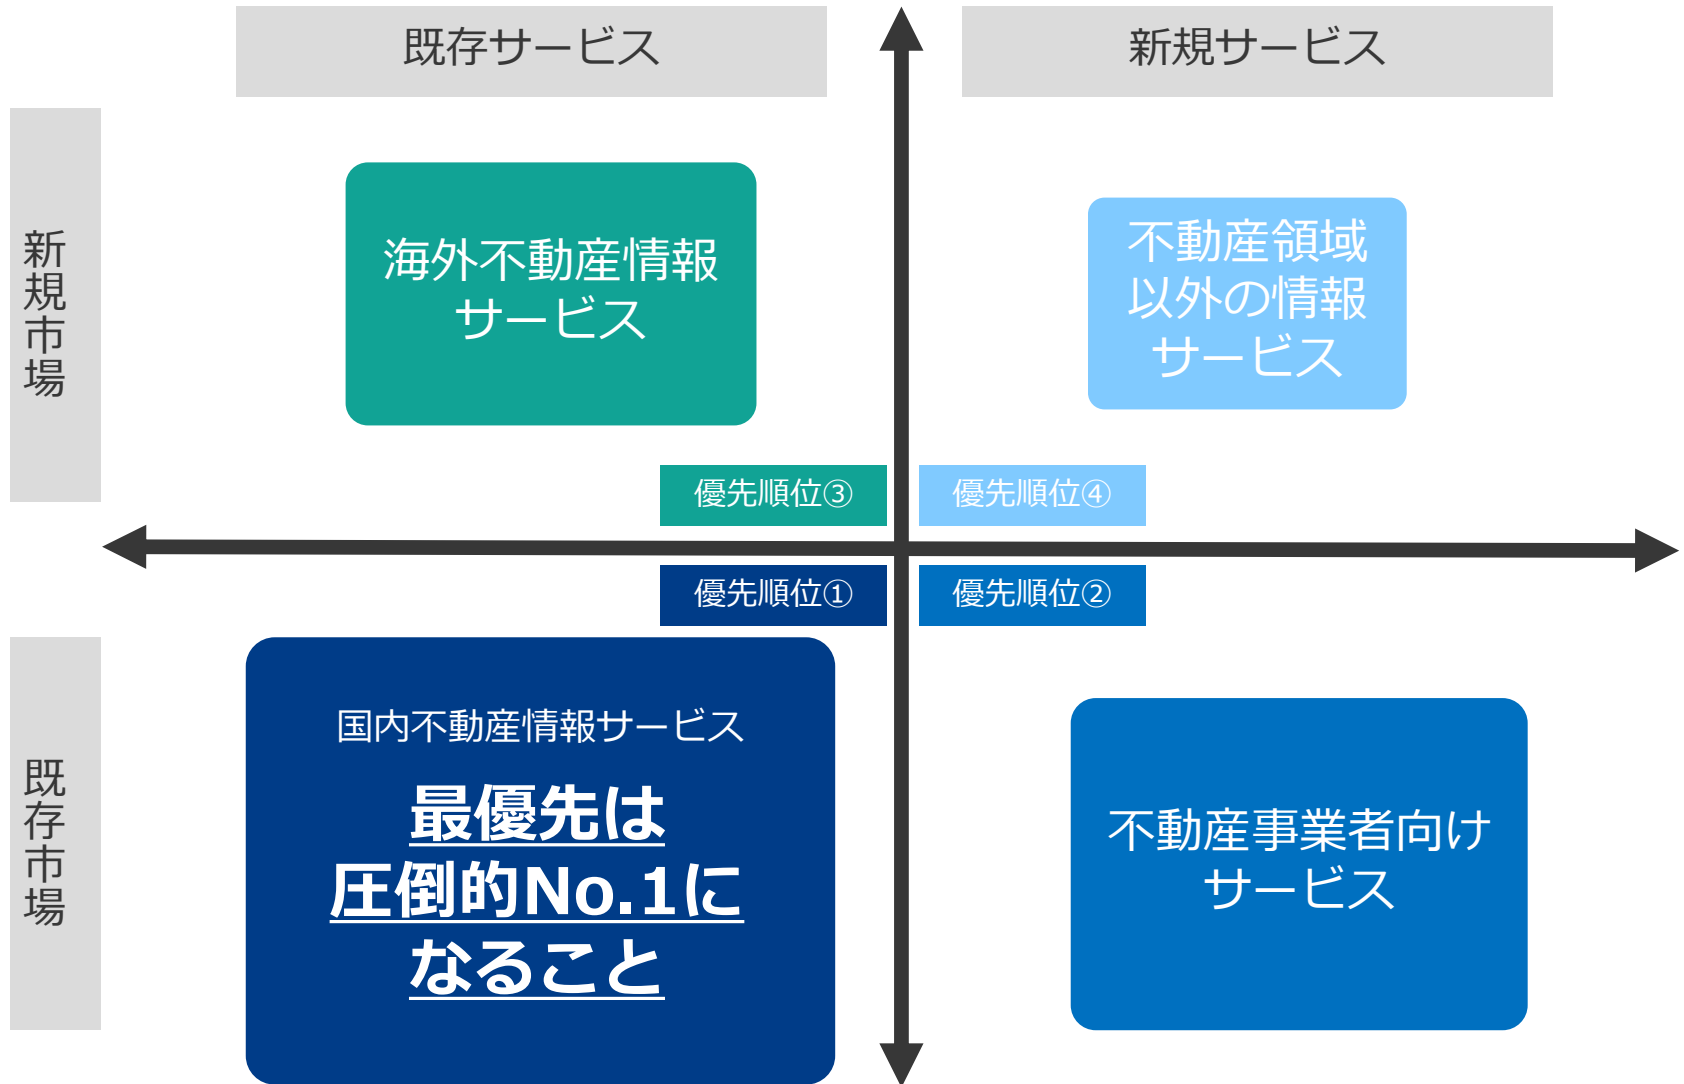 既存サービス
新規サービス
新規市場
海外不動産情報
サービス
不動産領域
以外の情報
サービス
優先順位③
優先順位④
優先順位①
優先順位②
既存市場
国内不動産情報サービス
最優先は
圧倒的No.1に
なること
不動産事業者向け
サービス